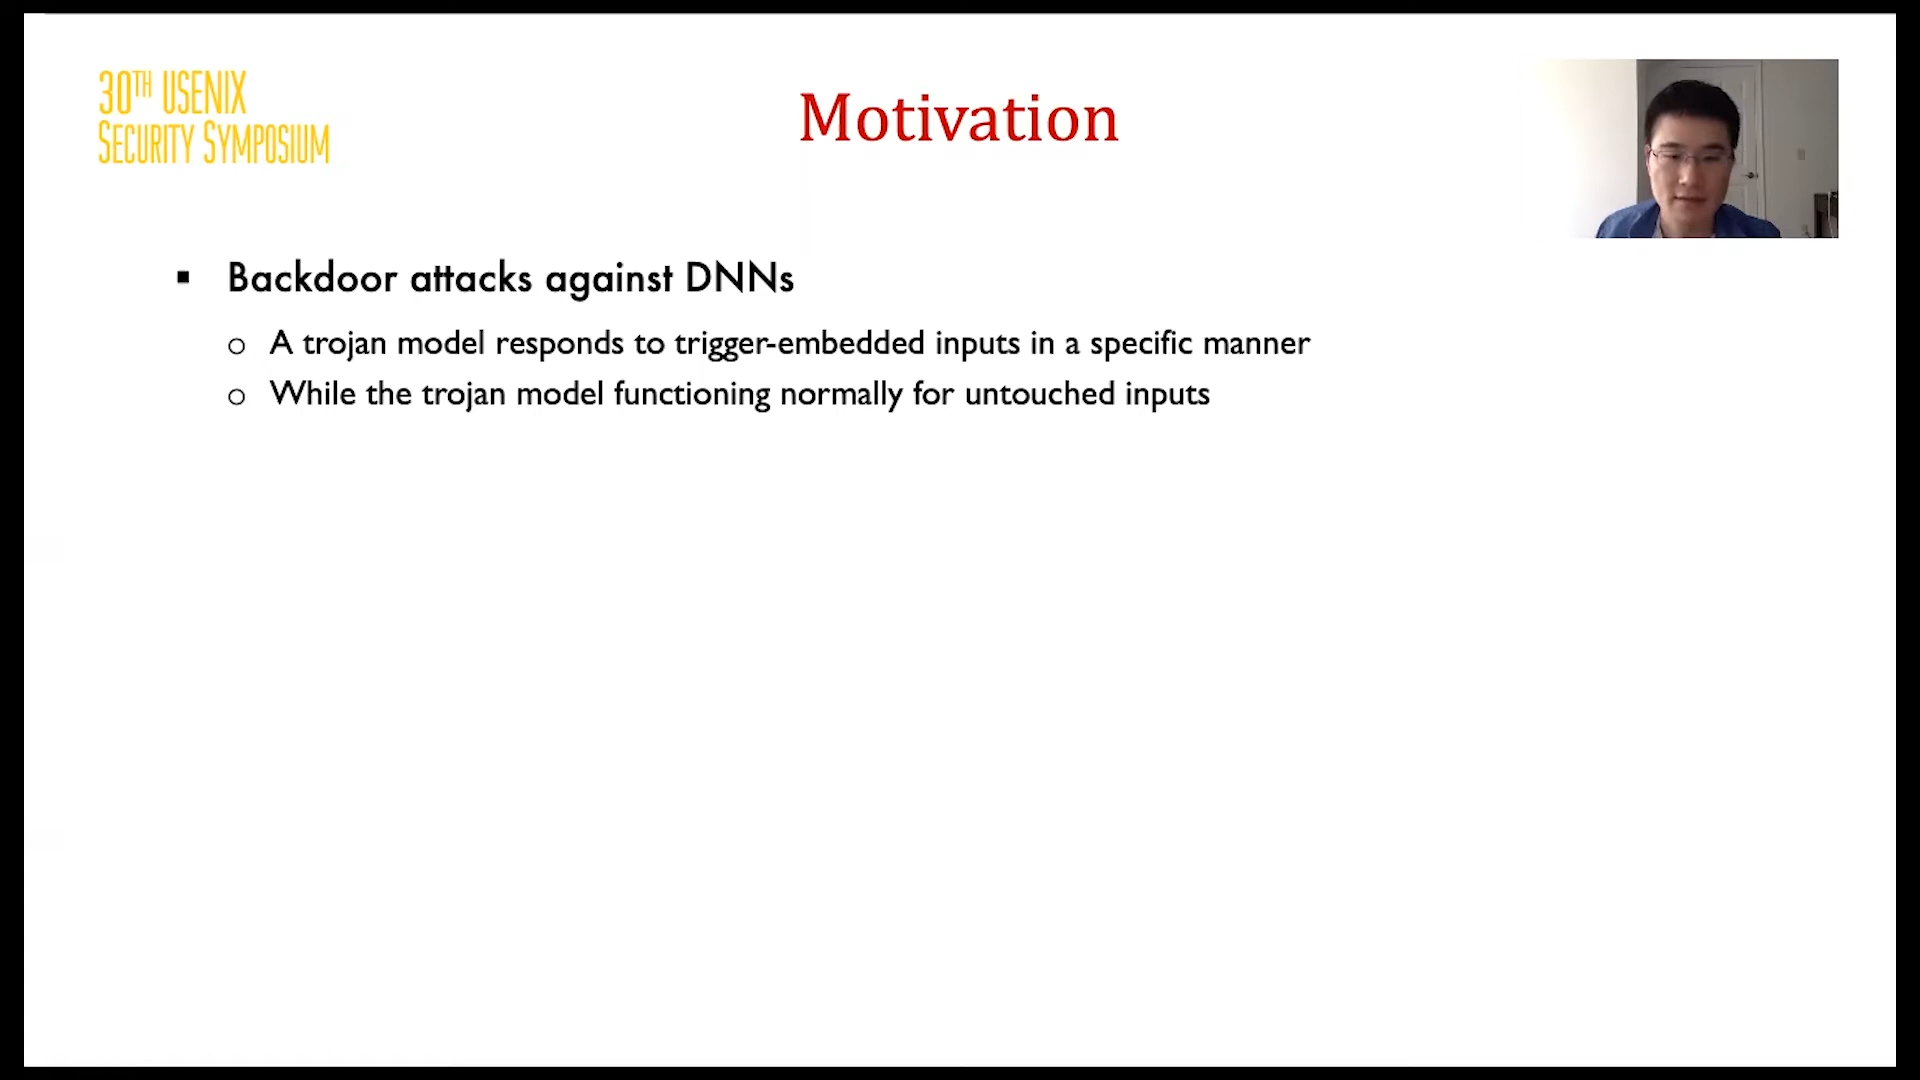 30TH USENIX
SECURITY SYMPOSIUM
Motivation
▪ Backdoor attacks against DNNs
o A trojan model responds to trigger-embedded inputs in a specific manner
o While the trojan model functioning normally for untouched inputs